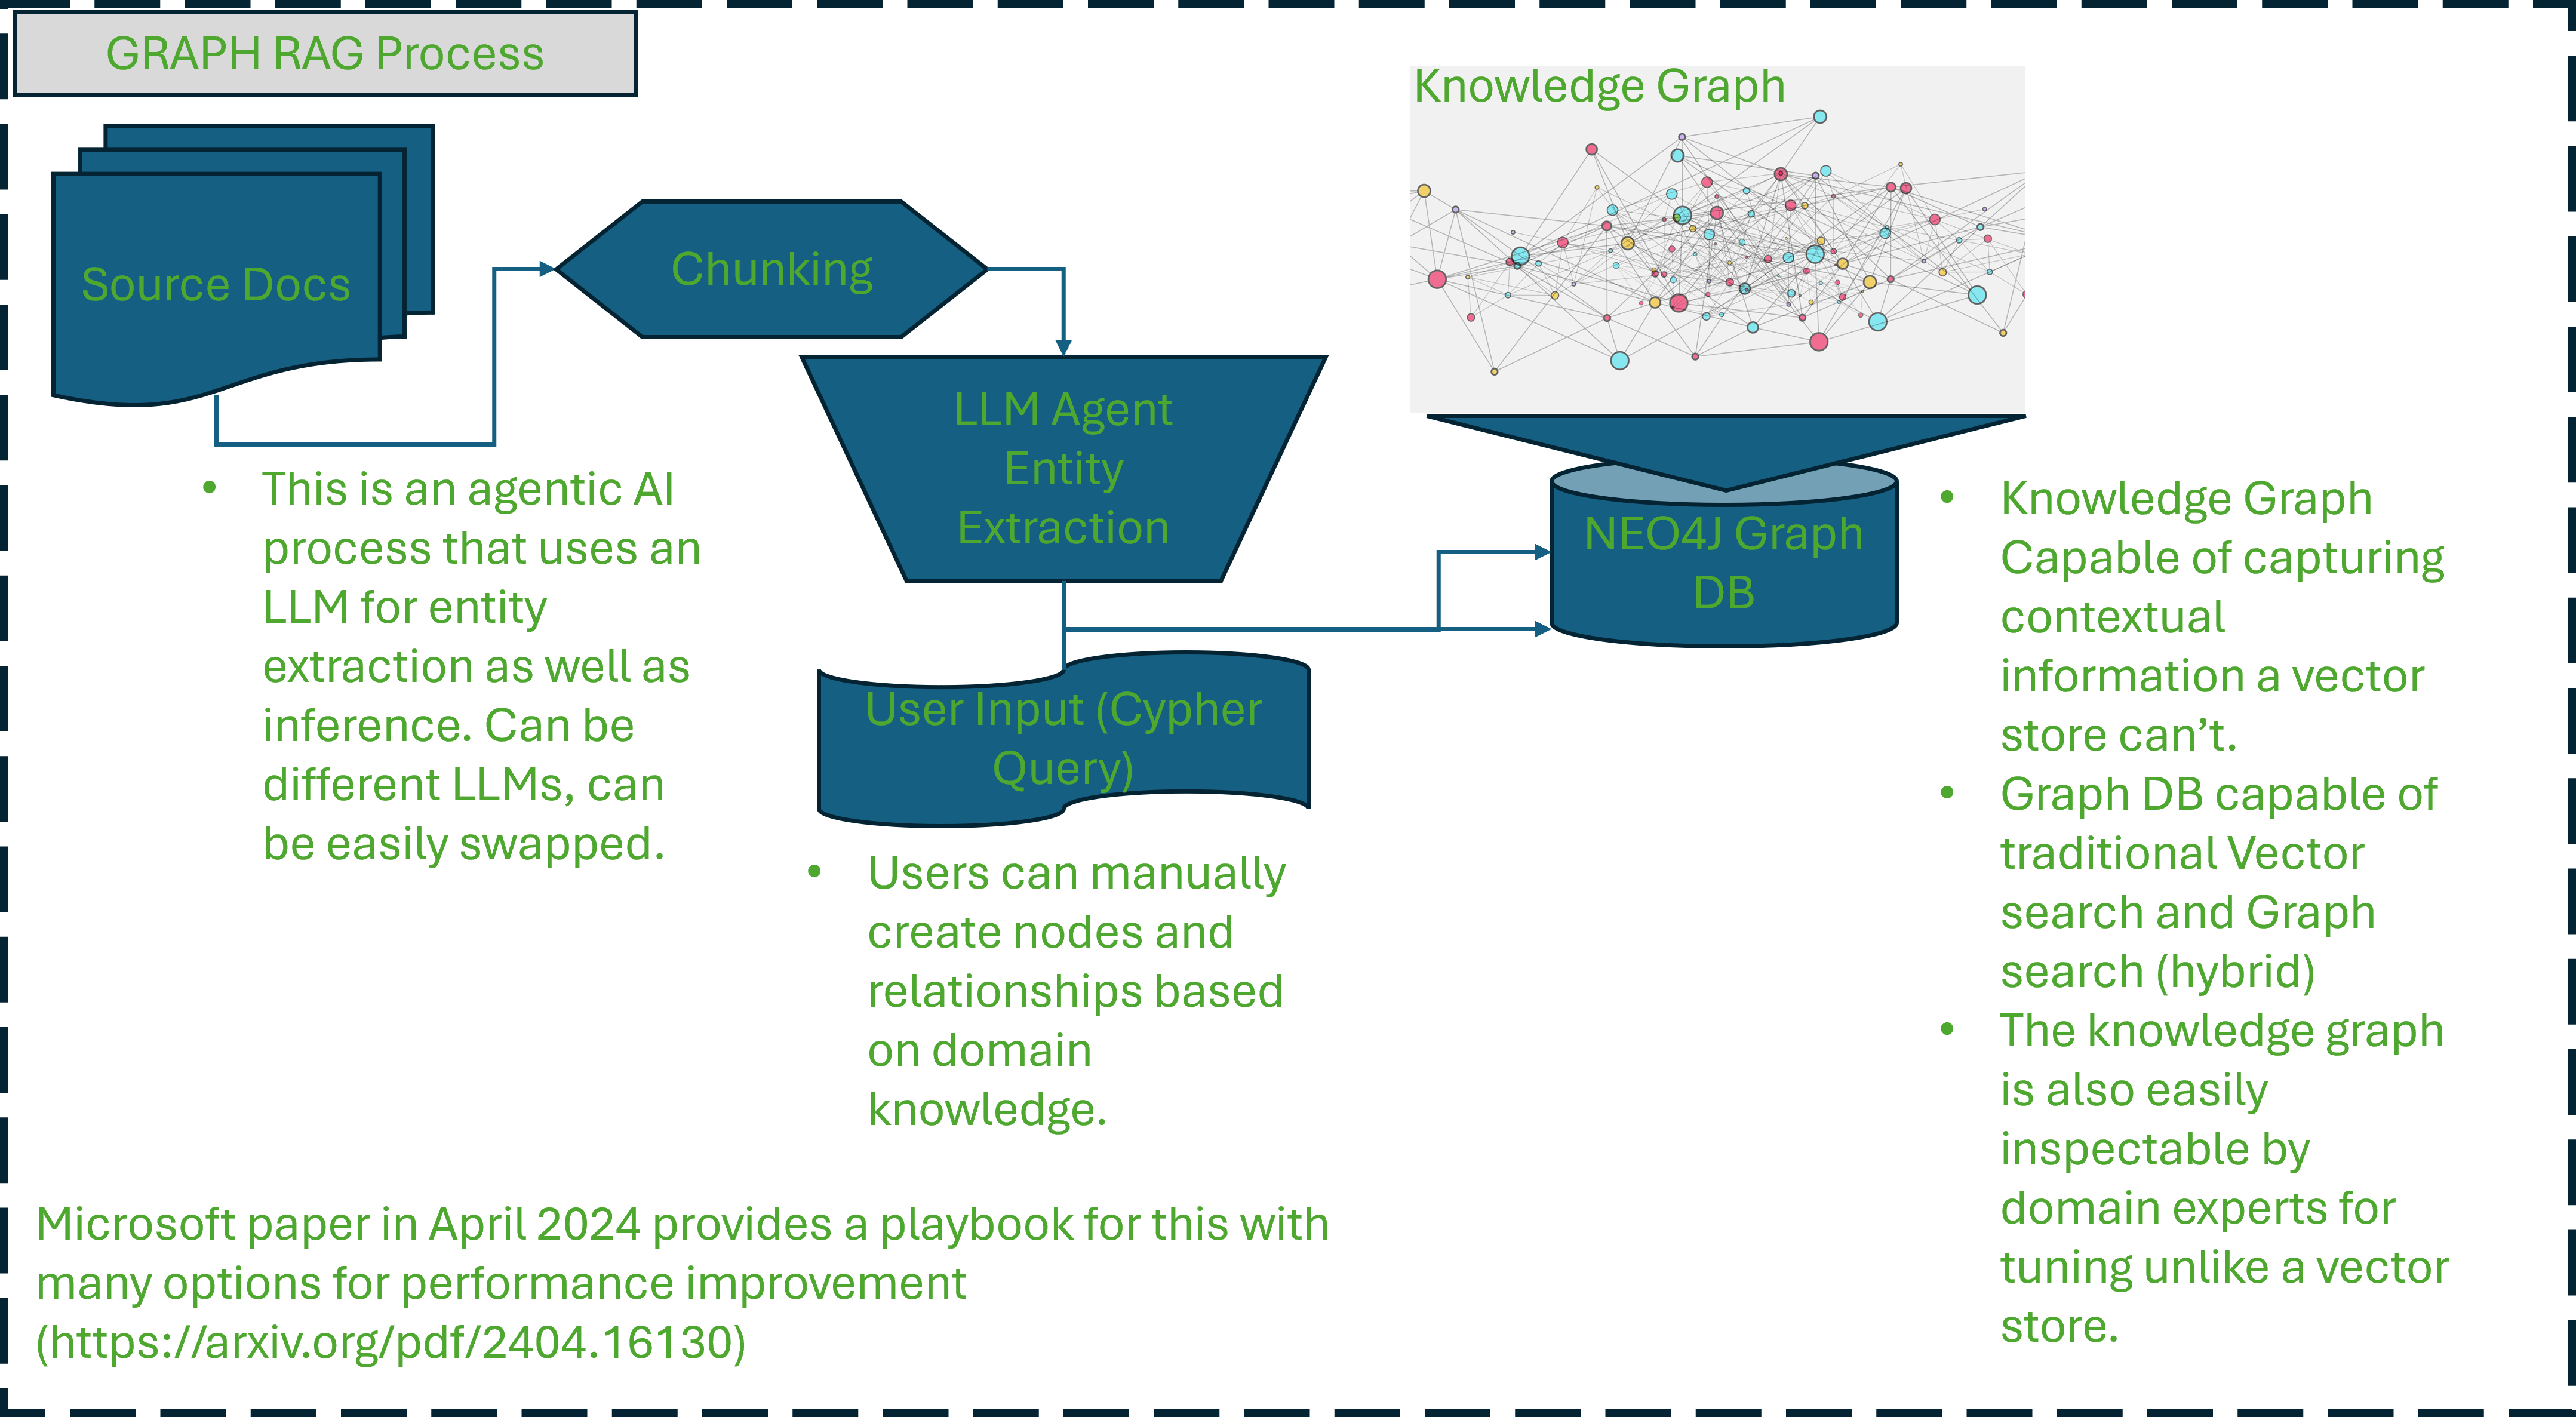 GRAPH RAG Process
Knowledge Graph
Source Docs
Chunking
LLM Agent
Entity
Extraction
NEO4J Graph
DB
User Input (Cypher
Query)
• This is an agentic AI
process that uses an
LLM for entity
extraction as well as
inference. Can be
different LLMs, can
be easily swapped.
• Users can manually
create nodes and
relationships based
on domain
knowledge.
• Knowledge Graph
Capable of capturing
contextual
information a vector
store can’t.
• Graph DB capable of
traditional Vector
search and Graph
search (hybrid)
• The knowledge graph
is also easily
inspectable by
domain experts for
tuning unlike a vector
store.
Microsoft paper in April 2024 provides a playbook for this with
many options for performance improvement
(https://arxiv.org/pdf/2404.16130)